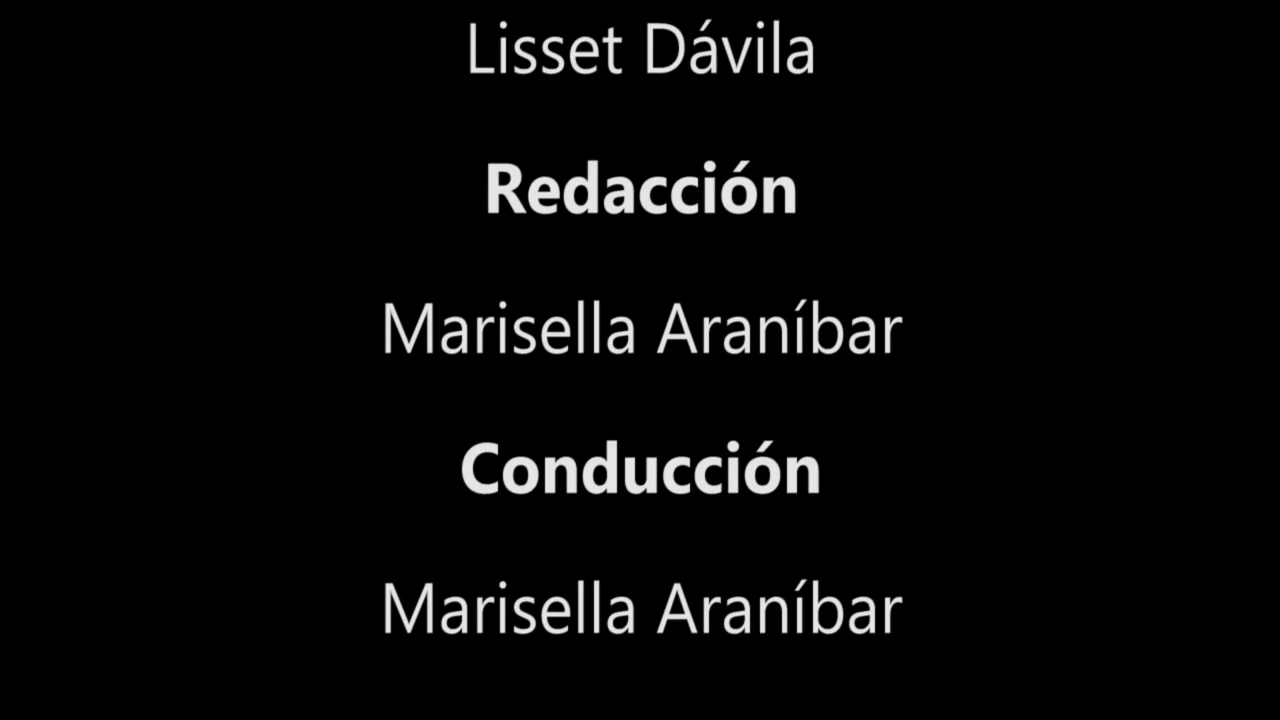 Lisset Dávila
Redacción
Marisella Araníbar
Conducción
Marisella Araníbar